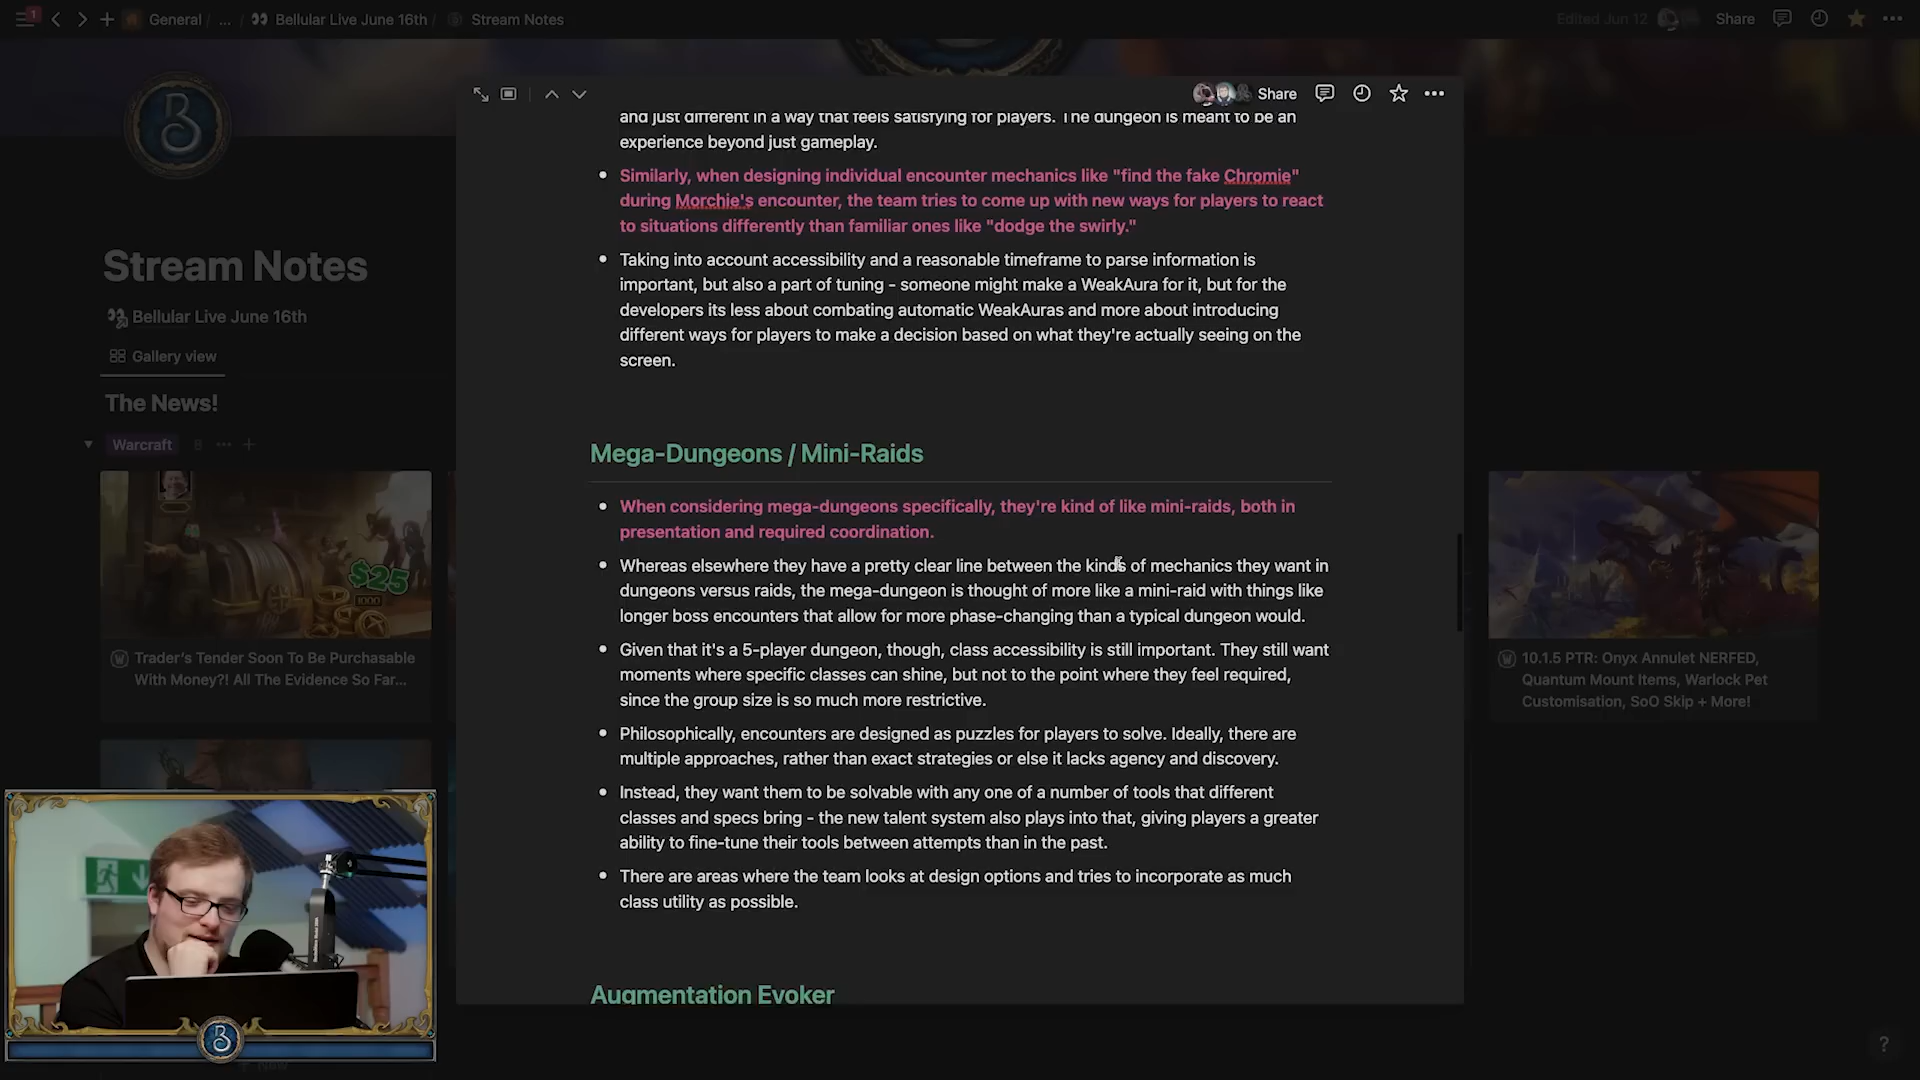 1
General /
...
/
Bellular Live June 16th /
Stream Notes
Edited Jun 12
Share
Share
and just different in a way that feels satisfying for players. The dungeon is meant to be an
experience beyond just gameplay.
Similarly, when designing individual encounter mechanics like "find the fake Chromie"
during Morchie's encounter, the team tries to come up with new ways for players to react
to situations differently than familiar ones like "dodge the swirly."
Taking into account accessibility and a reasonable timeframe to parse information is
important, but also a part of tuning - someone might make a WeakAura for it, but for the
developers its less about combating automatic WeakAuras and more about introducing
different ways for players to make a decision based on what they're actually seeing on the
screen.
Mega-Dungeons / Mini-Raids
When considering mega-dungeons specifically, they're kind of like mini-raids, both in
presentation and required coordination.
Whereas elsewhere they have a pretty clear line between the kinds of mechanics they want in
dungeons versus raids, the mega-dungeon is thought of more like a mini-raid with things like
longer boss encounters that allow for more phase-changing than a typical dungeon would.
Given that it's a 5-player dungeon, though, class accessibility is still important. They still want
moments where specific classes can shine, but not to the point where they feel required,
since the group size is so much more restrictive.
Philosophically, encounters are designed as puzzles for players to solve. Ideally, there are
multiple approaches, rather than exact strategies or else it lacks agency and discovery.
Instead, they want them to be solvable with any one of a number of tools that different
classes and specs bring - the new talent system also plays into that, giving players a greater
ability to fine-tune their tools between attempts than in the past.
There are areas where the team looks at design options and tries to incorporate as much
class utility as possible.
Augmentation Evoker
Stream Notes
Bellular Live June 16th
Gallery view
The News!
Warcraft
8
$25
1000
Trader's Tender Soon To Be Purchasable
With Money?! All The Evidence So Far...
10.1.5 PTR: Onyx Annulet NERFED,
Quantum Mount Items, Warlock Pet
Customisation, SoO Skip + More!
B
B
+ New
?